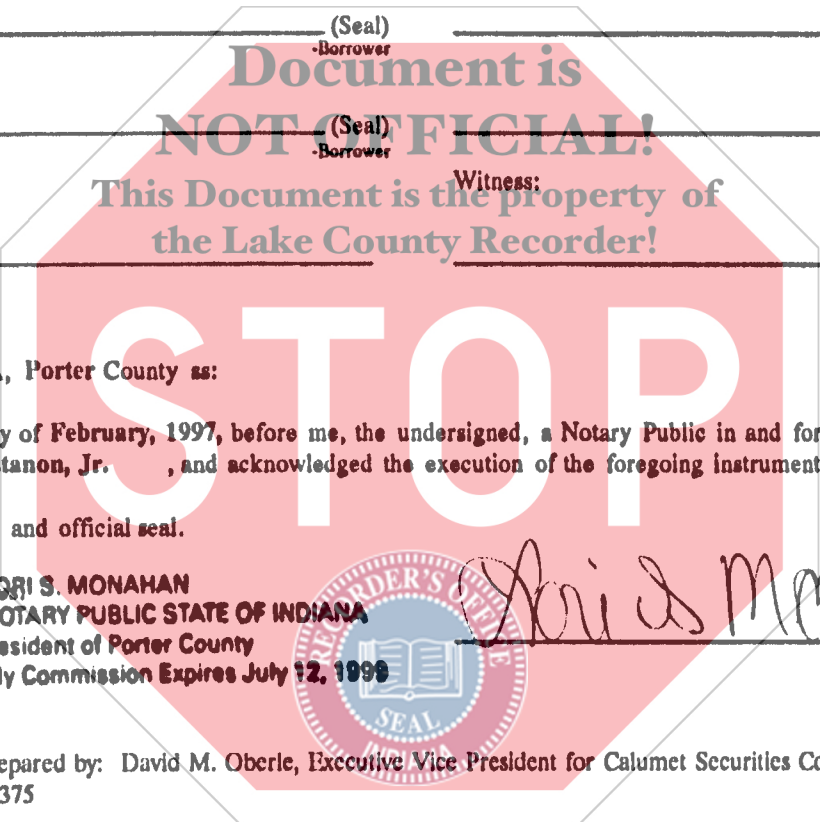 (Seal)
-Borrower
Document is
NOT OFFICIAL!
(Seal)
-Borrower
Witness:
This Document is the property of
the Lake County Recorder!
STOP
, Porter County as:
y of February, 1997, before me, the undersigned, a Notary Public in and for
tanon, Jr. , and acknowledged the execution of the foregoing instrument
and official seal.
ORI S. MONAHAN
OTARY PUBLIC STATE OF INDIANA
esident of Porter County
y Commission Expires July 12, 1999
Lori S M
RECORDER'S OFFICE
SEAL
INDIANA
epared by: David M. Oberle, Executive Vice President for Calumet Securities Co
375